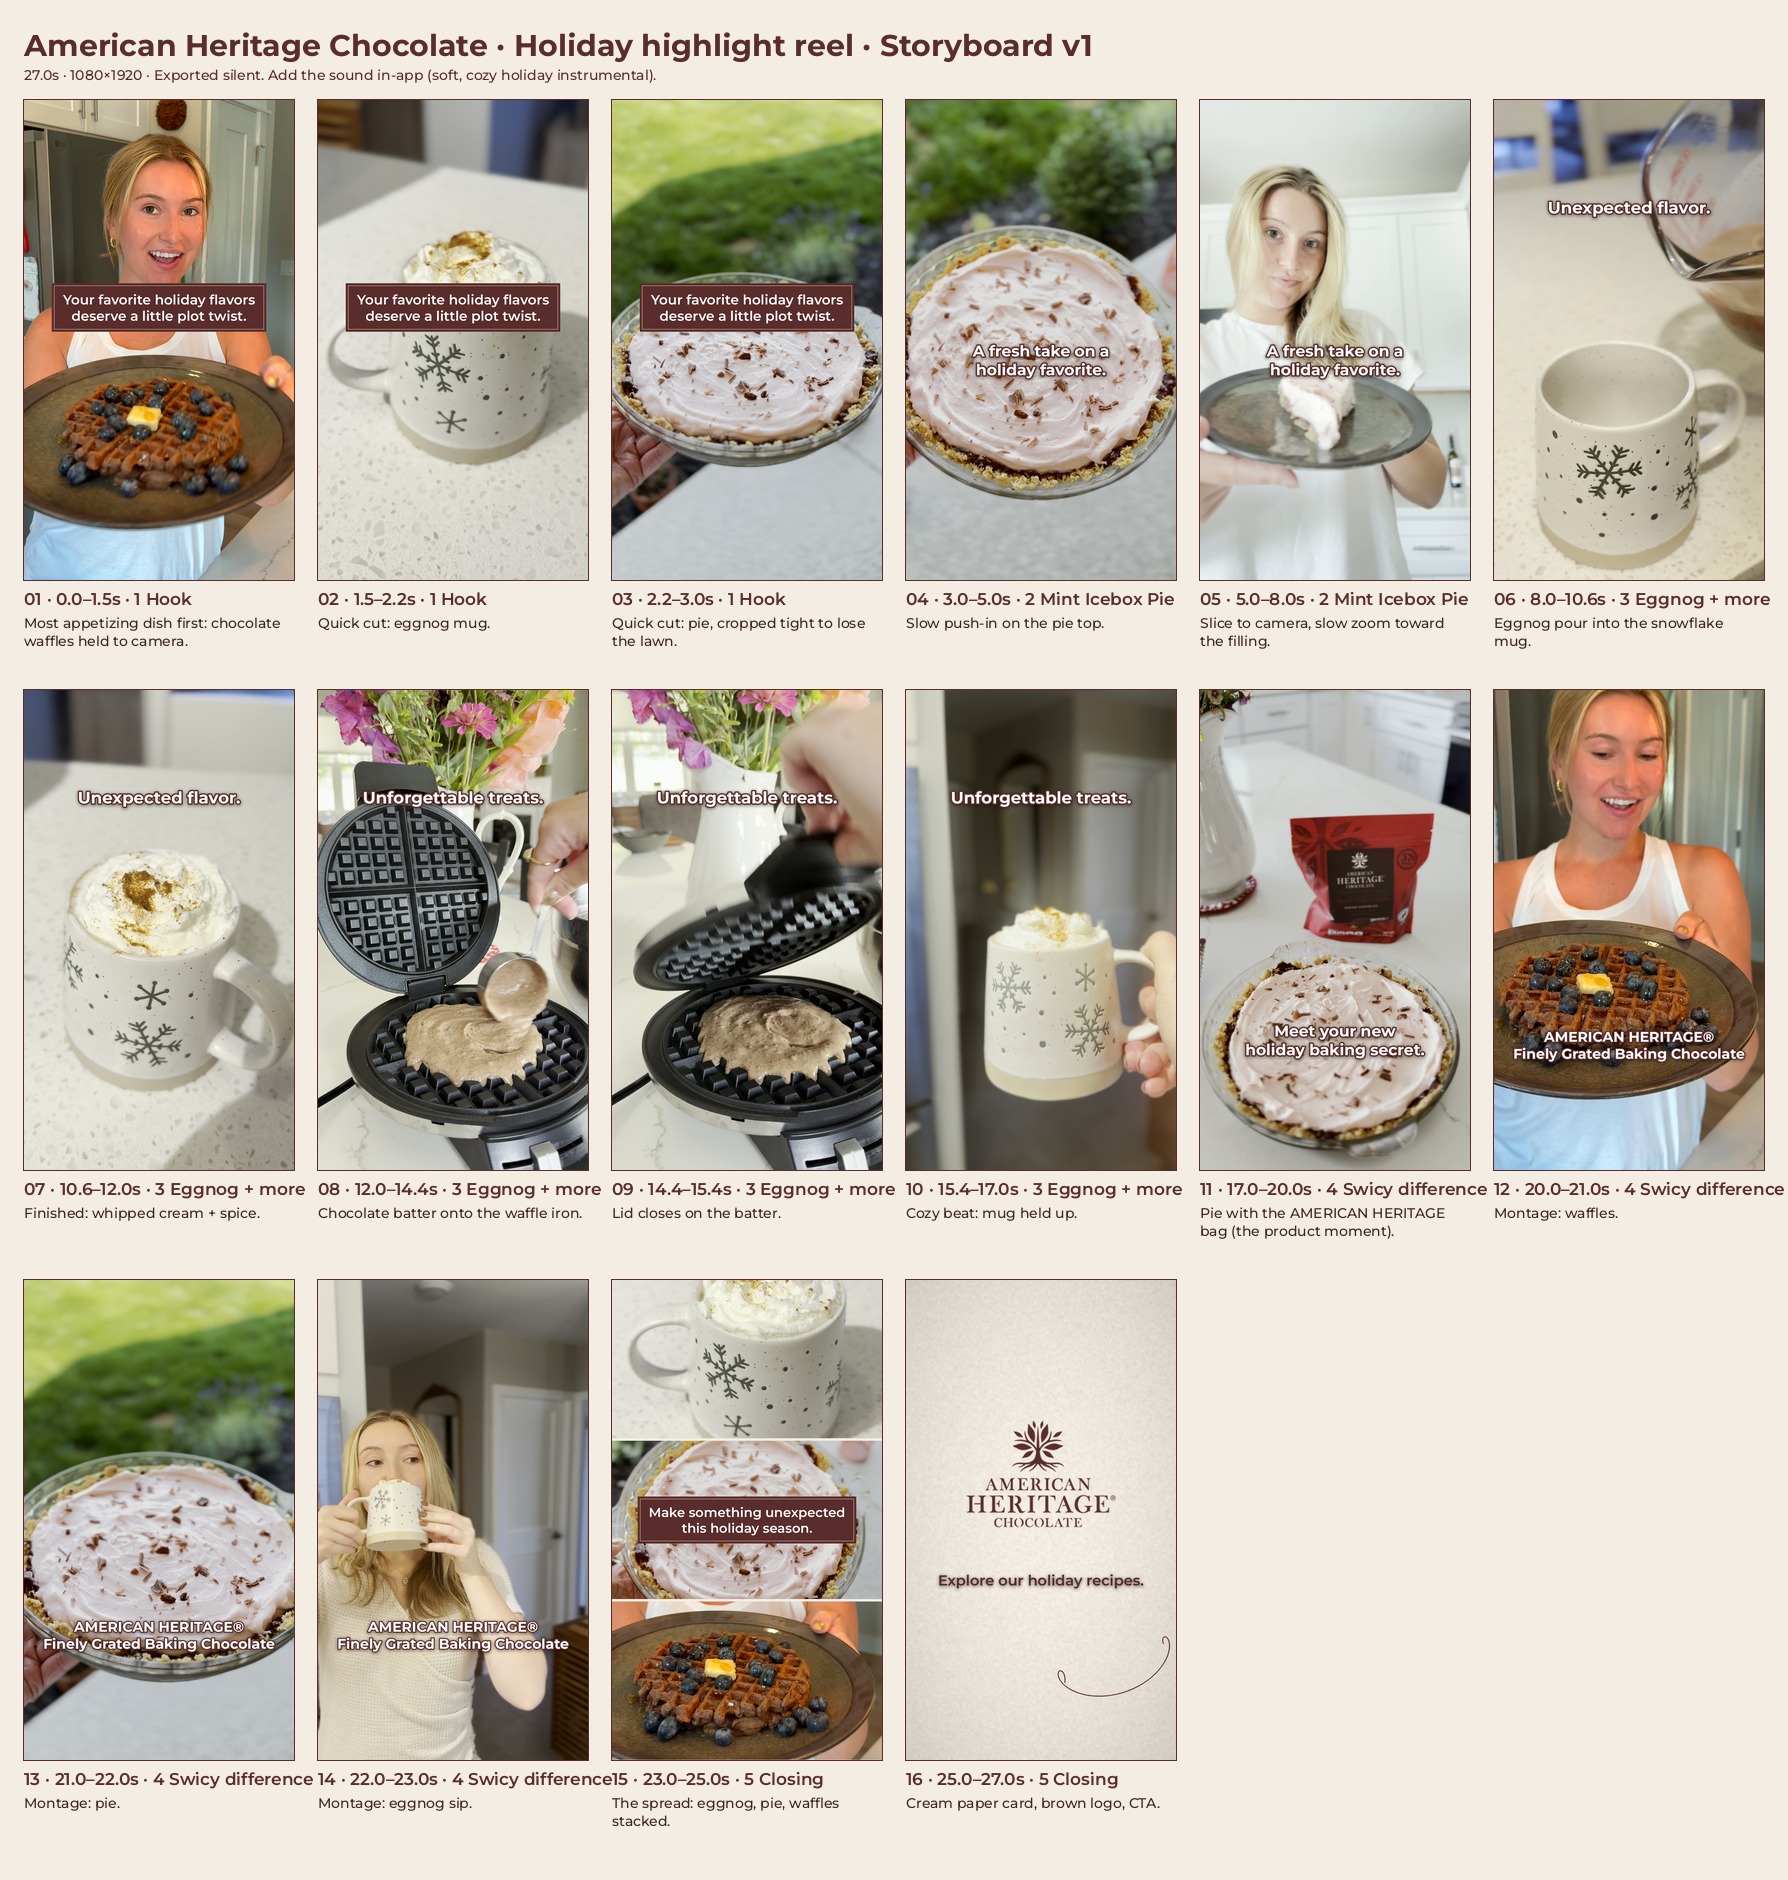 American Heritage Chocolate · Holiday highlight reel · Storyboard v1
27.0s · 1080×1920 · Exported silent. Add the sound in-app (soft, cozy holiday instrumental).
Your favorite holiday flavors
deserve a little plot twist.
Your favorite holiday flavors
deserve a little plot twist.
Your favorite holiday flavors
deserve a little plot twist.
A fresh take on a
holiday favorite.
A fresh take on a
holiday favorite.
Unexpected flavor.
01 · 0.0–1.5s · 1 Hook
Most appetizing dish first: chocolate
waffles held to camera.
02 · 1.5–2.2s · 1 Hook
Quick cut: eggnog mug.
03 · 2.2–3.0s · 1 Hook
Quick cut: pie, cropped tight to lose
the lawn.
04 · 3.0–5.0s · 2 Mint Icebox Pie
Slow push-in on the pie top.
05 · 5.0–8.0s · 2 Mint Icebox Pie
Slice to camera, slow zoom toward
the filling.
06 · 8.0–10.6s · 3 Eggnog + more
Eggnog pour into the snowflake
mug.
Unexpected flavor.
Unforgettable treats.
Unforgettable treats.
Unforgettable treats.
AMERICAN
HERITAGE
CHOCOLATE
Meet your new
holiday baking secret.
AMERICAN HERITAGE®
Finely Grated Baking Chocolate
07 · 10.6–12.0s · 3 Eggnog + more
Finished: whipped cream + spice.
08 · 12.0–14.4s · 3 Eggnog + more
Chocolate batter onto the waffle iron.
09 · 14.4–15.4s · 3 Eggnog + more
Lid closes on the batter.
10 · 15.4–17.0s · 3 Eggnog + more
Cozy beat: mug held up.
11 · 17.0–20.0s · 4 Swicy difference
Pie with the AMERICAN HERITAGE
bag (the product moment).
12 · 20.0–21.0s · 4 Swicy difference
Montage: waffles.
AMERICAN HERITAGE®
Finely Grated Baking Chocolate
AMERICAN HERITAGE®
Finely Grated Baking Chocolate
Make something unexpected
this holiday season.
AMERICAN
HERITAGE®
CHOCOLATE
Explore our holiday recipes.
13 · 21.0–22.0s · 4 Swicy difference
Montage: pie.
14 · 22.0–23.0s · 4 Swicy difference
Montage: eggnog sip.
15 · 23.0–25.0s · 5 Closing
The spread: eggnog, pie, waffles
stacked.
16 · 25.0–27.0s · 5 Closing
Cream paper card, brown logo, CTA.